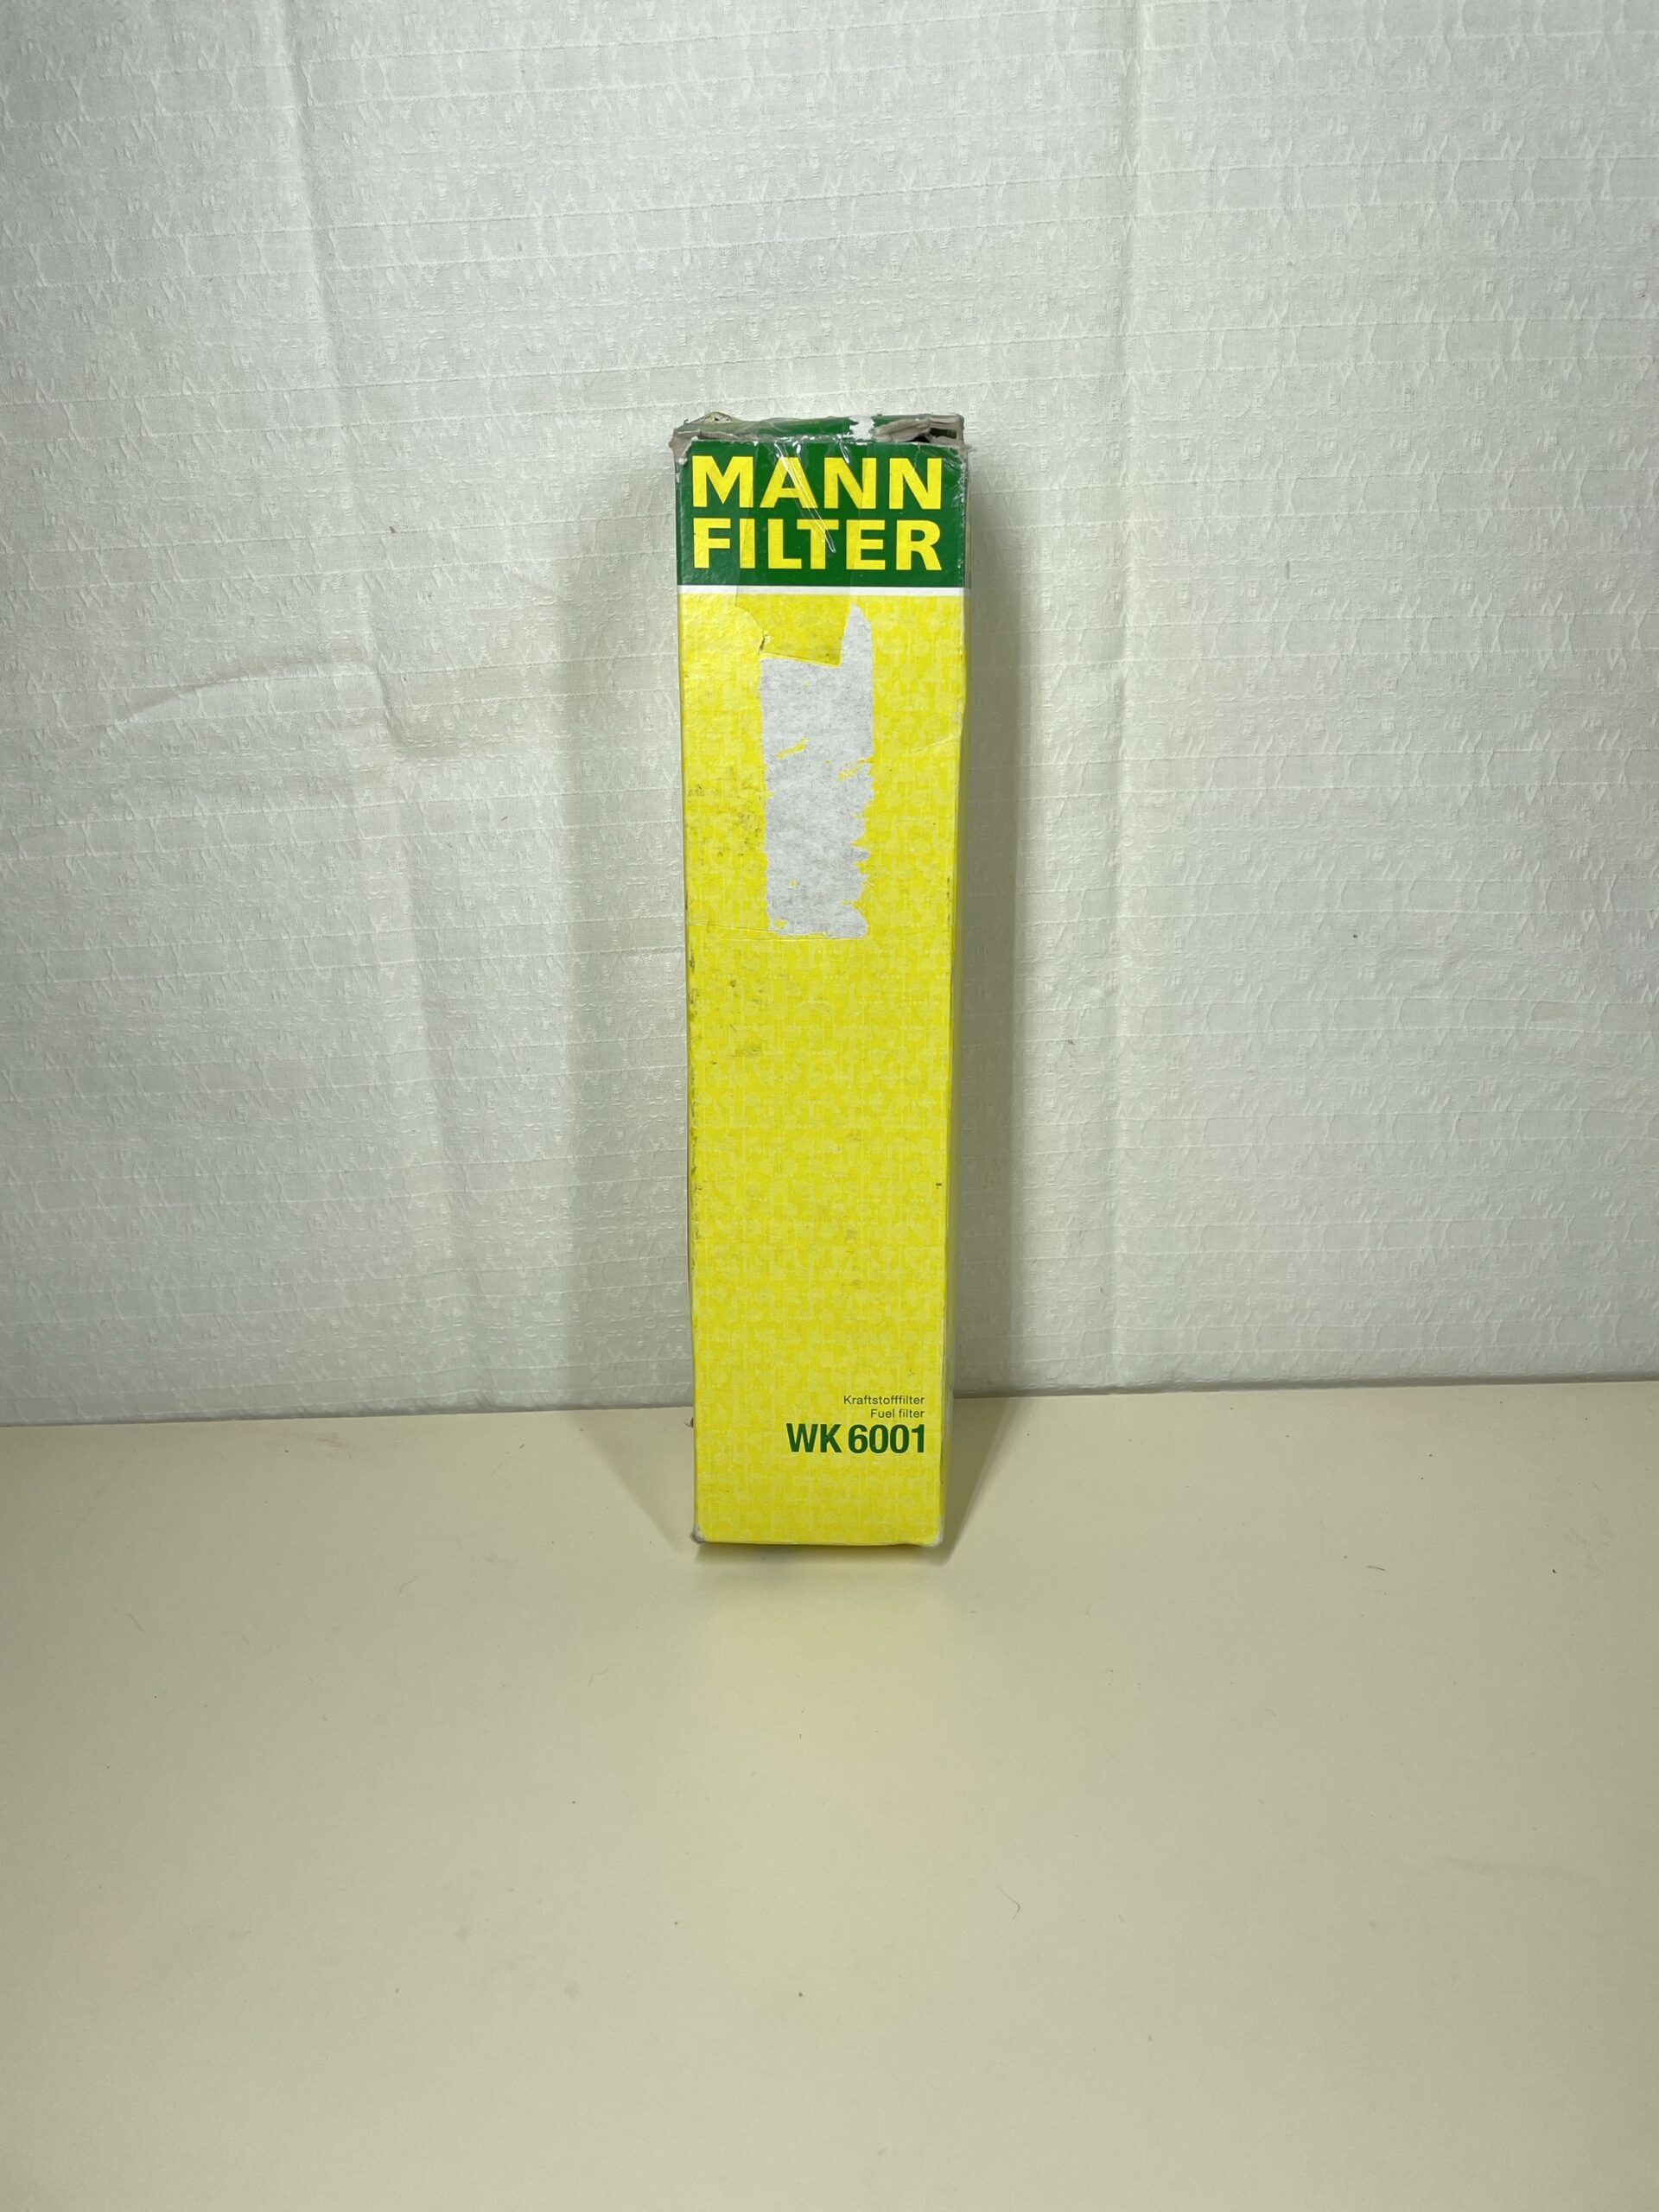 MANN
FILTER
Kraftstofffilter
Fuel filter
WK 6001